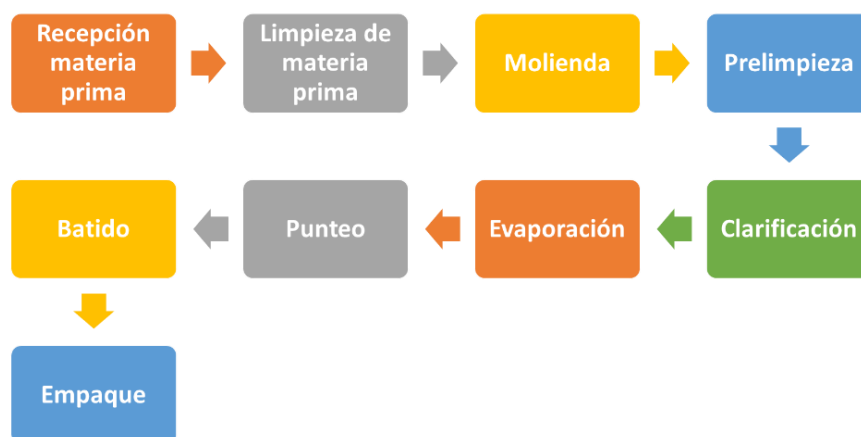 Recepción
materia
prima
Limpieza de
materia
prima
Molienda
Prelimpieza
Clarificación
Evaporación
Punteo
Batido
Empaque